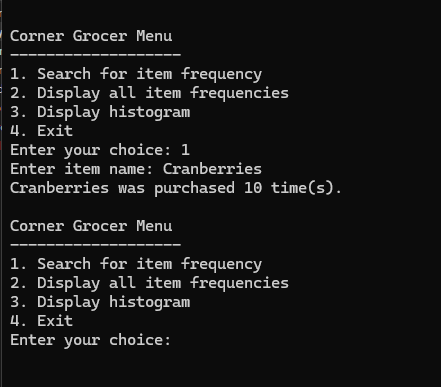 Corner Grocer Menu
-------------------
1. Search for item frequency
2. Display all item frequencies
3. Display histogram
4. Exit
Enter your choice: 1
Enter item name: Cranberries
Cranberries was purchased 10 time(s).
Corner Grocer Menu
-------------------
1. Search for item frequency
2. Display all item frequencies
3. Display histogram
4. Exit
Enter your choice: